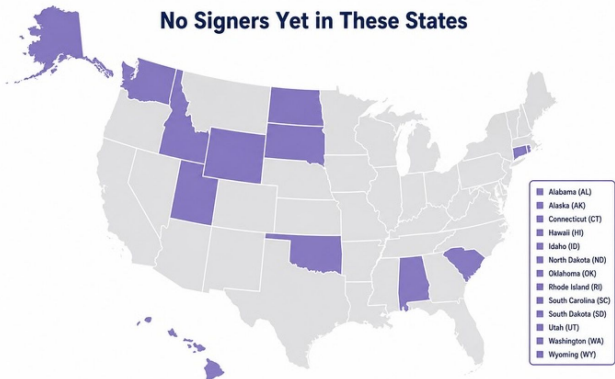 No Signers Yet in These States
Alabama (AL)
Alaska (AK)
Connecticut (CT)
Hawaii (HI)
Idaho (ID)
North Dakota (ND)
Oklahoma (OK)
Rhode Island (RI)
South Carolina (SC)
South Dakota (SD)
Utah (UT)
Washington (WA)
Wyoming (WY)